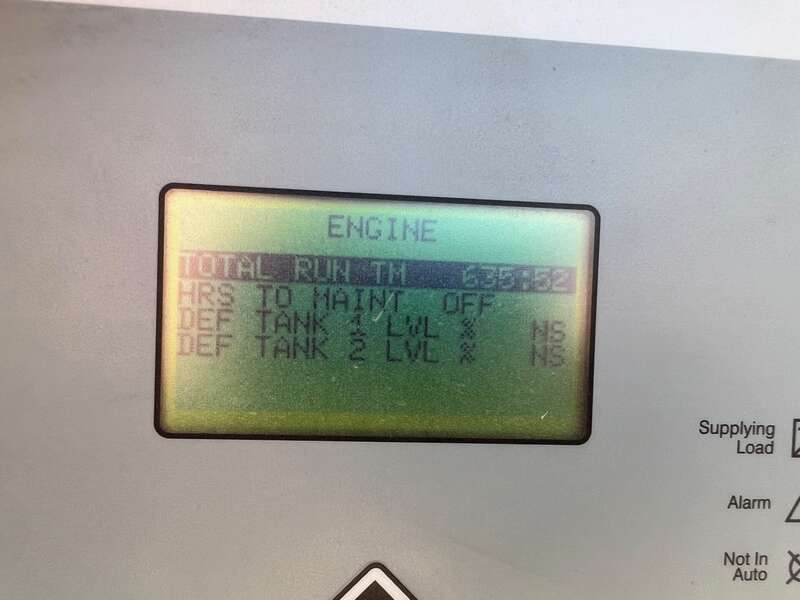 ENGINE
TOTAL RUN TM 635:52
HRS TO MAINT OFF
DEF TANK 1 LVL % NS
DEF TANK 2 LVL % NS
Supplying
Load
Alarm
Not In
Auto